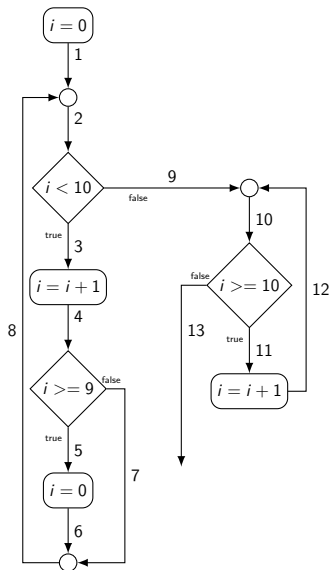 i = 0
1
2
i < 10
9
false
true
3
10
i = i + 1
i >= 10
false
12
4
8
13
true
11
i >= 9
false
i = i + 1
true
5
7
i = 0
6